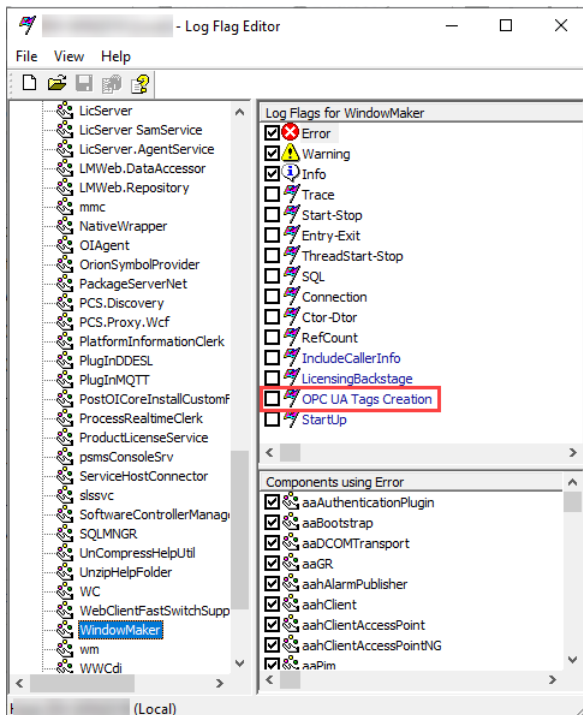 - Log Flag Editor
File View Help
LicServer
LicServer SamService
LicServer.AgentService
LMWeb.DataAccessor
LMWeb.Repository
mmc
NativeWrapper
OIAgent
OrionSymbolProvider
PackageServerNet
PCS.Discovery
PCS.Proxy.Wcf
PlatformInformationClerk
PlugInDDESL
PlugInMQTT
PostOICoreInstallCustomF
ProcessRealtimeClerk
ProductLicenseService
psmsConsoleSrv
ServiceHostConnector
slssvc
SoftwareControllerManag
SQLMNGR
UnCompressHelpUtil
UnzipHelpFolder
WC
WebClientFastSwitchSupp
WindowMaker
wm
WWCdi
Log Flags for WindowMaker
Error
Warning
Info
Trace
Start-Stop
Entry-Exit
ThreadStart-Stop
SQL
Connection
Ctor-Dtor
RefCount
IncludeCallerInfo
LicensingBackstage
OPC UA Tags Creation
StartUp
Components using Error
aaAuthenticationPlugin
aaBootstrap
aaDCOMTransport
aaGR
aahAlarmPublisher
aahClient
aahClientAccessPoint
aahClientAccessPointNG
aaPim
(Local)